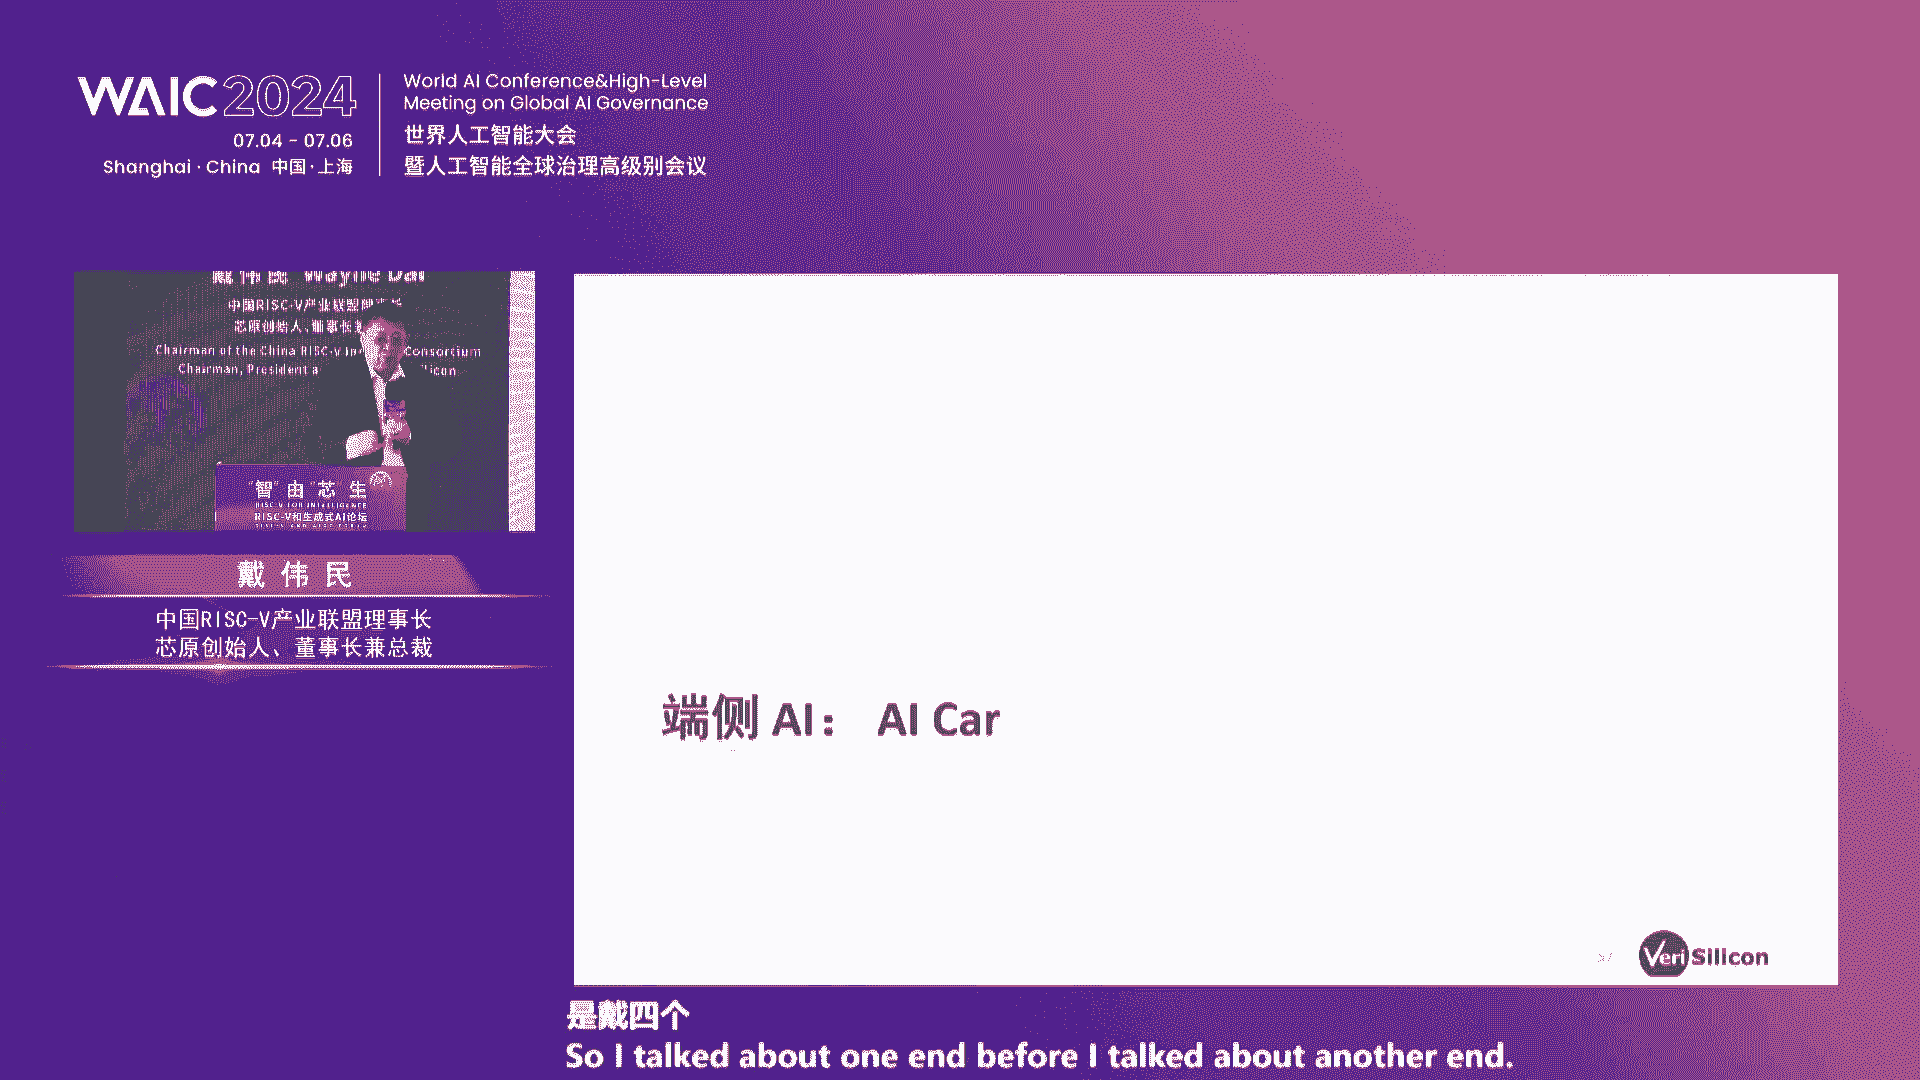 WAIC 2024
07.04 - 07.06
Shanghai · China 中国·上海
World AI Conference&High-Level
Meeting on Global AI Governance
世界人工智能大会
暨人工智能全球治理高级别会议
戴伟民 Wayne Dai
中国RISC-V产业联盟
芯原创始人、董事长
Chairman of the China RISC-V In Consortium
Chairman, President a licon
"智"由"芯"生
RISC-V FOR INTELLIGENCE
RISC-V和生成式AI论坛
戴伟民
中国RISC-V产业联盟理事长
芯原创始人、董事长兼总裁
端侧 AI： AI Car
VeriSilicon
是戴四个
So I talked about one end before I talked about another end.